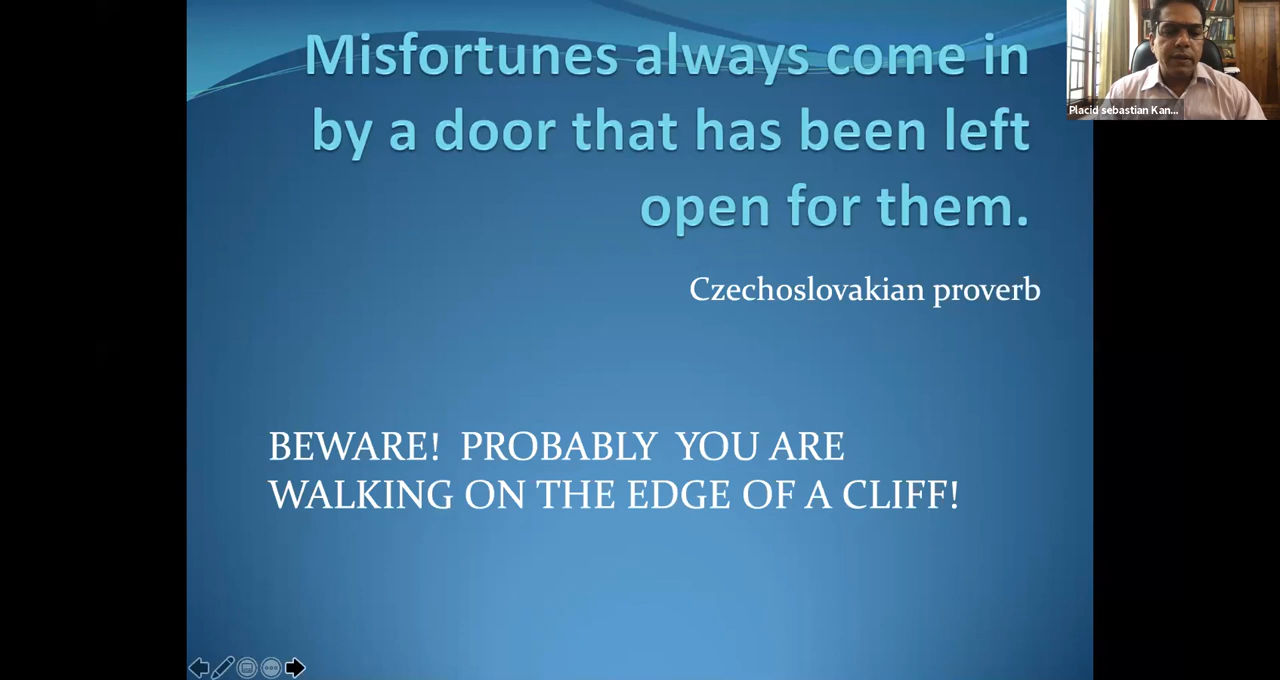 Misfortunes always come in
by a door that has been left
open for them.
Czechoslovakian proverb
BEWARE!  PROBABLY  YOU ARE
WALKING ON THE EDGE OF A CLIFF!
Placid sebastian Kan...